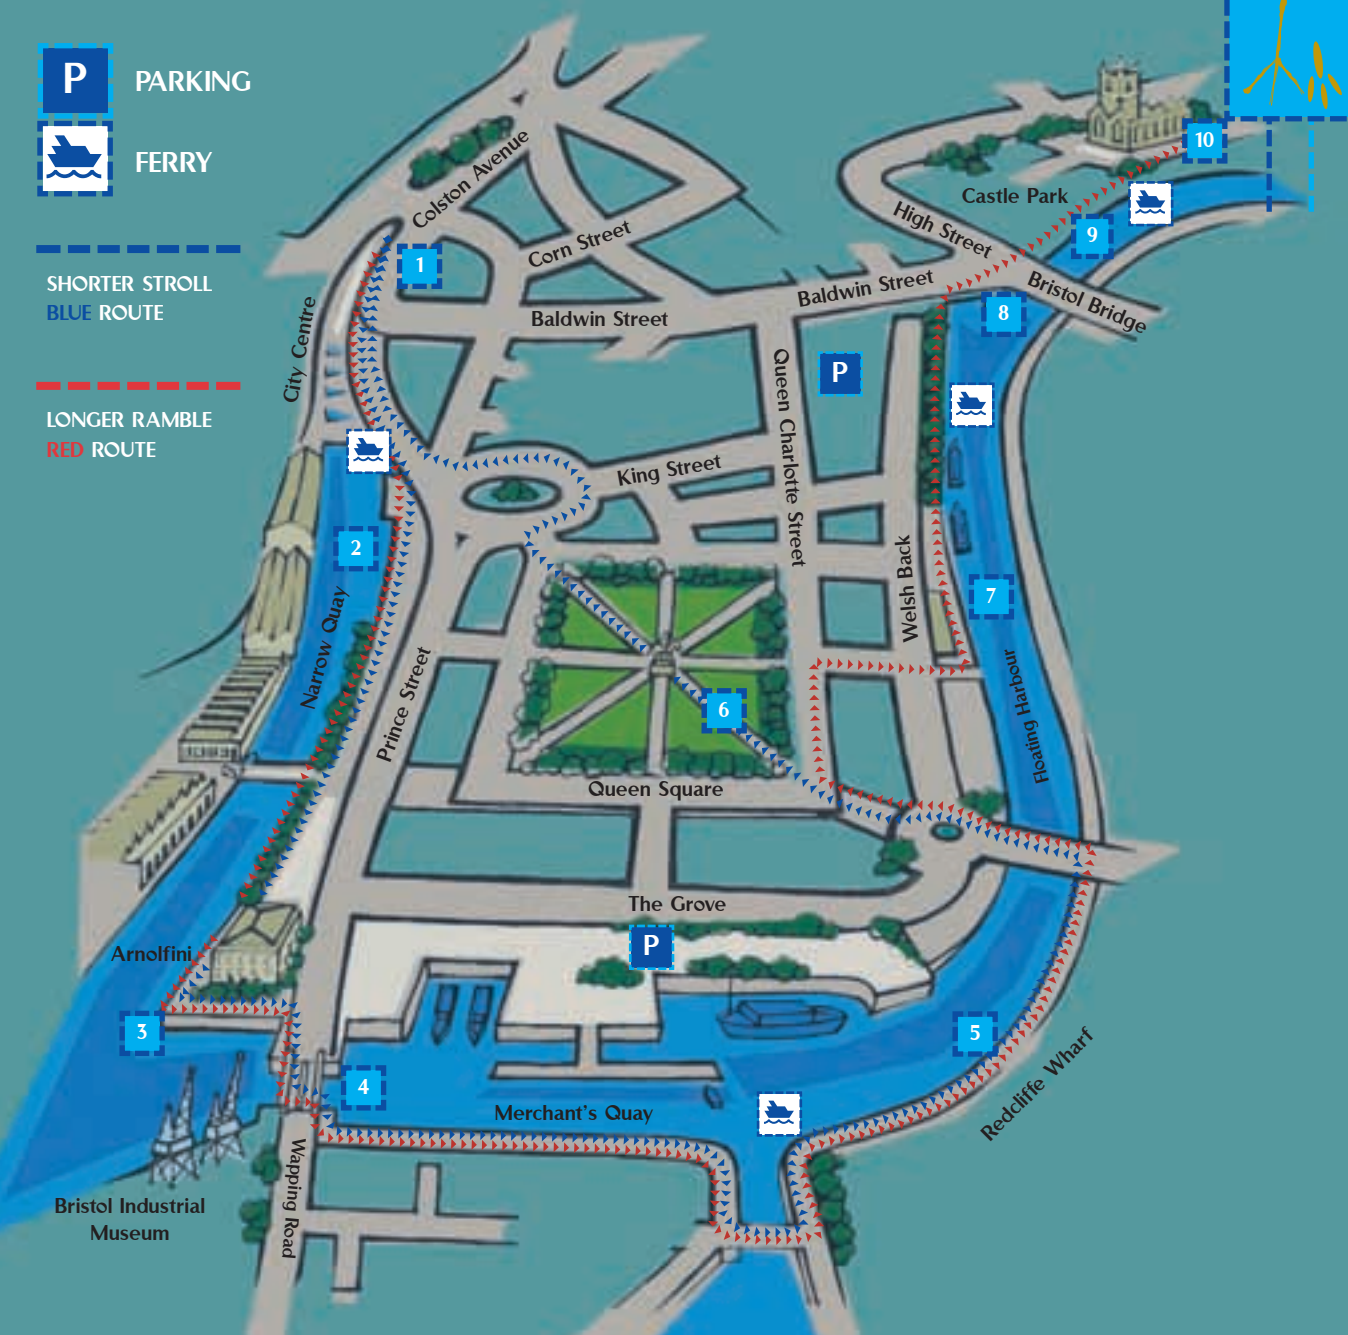 P PARKING
FERRY
SHORTER STROLL
BLUE ROUTE
LONGER RAMBLE
RED ROUTE
Colston Avenue
Corn Street
Baldwin Street
Baldwin Street
High Street
Castle Park
Bristol Bridge
City Centre
King Street
Queen Charlotte Street
Welsh Back
Narrow Quay
Prince Street
Floating Harbour
Queen Square
The Grove
Arnolfini
Merchant's Quay
Redcliffe Wharf
Wapping Road
Bristol Industrial
Museum
P
P
1
2
3
4
5
6
7
8
9
10